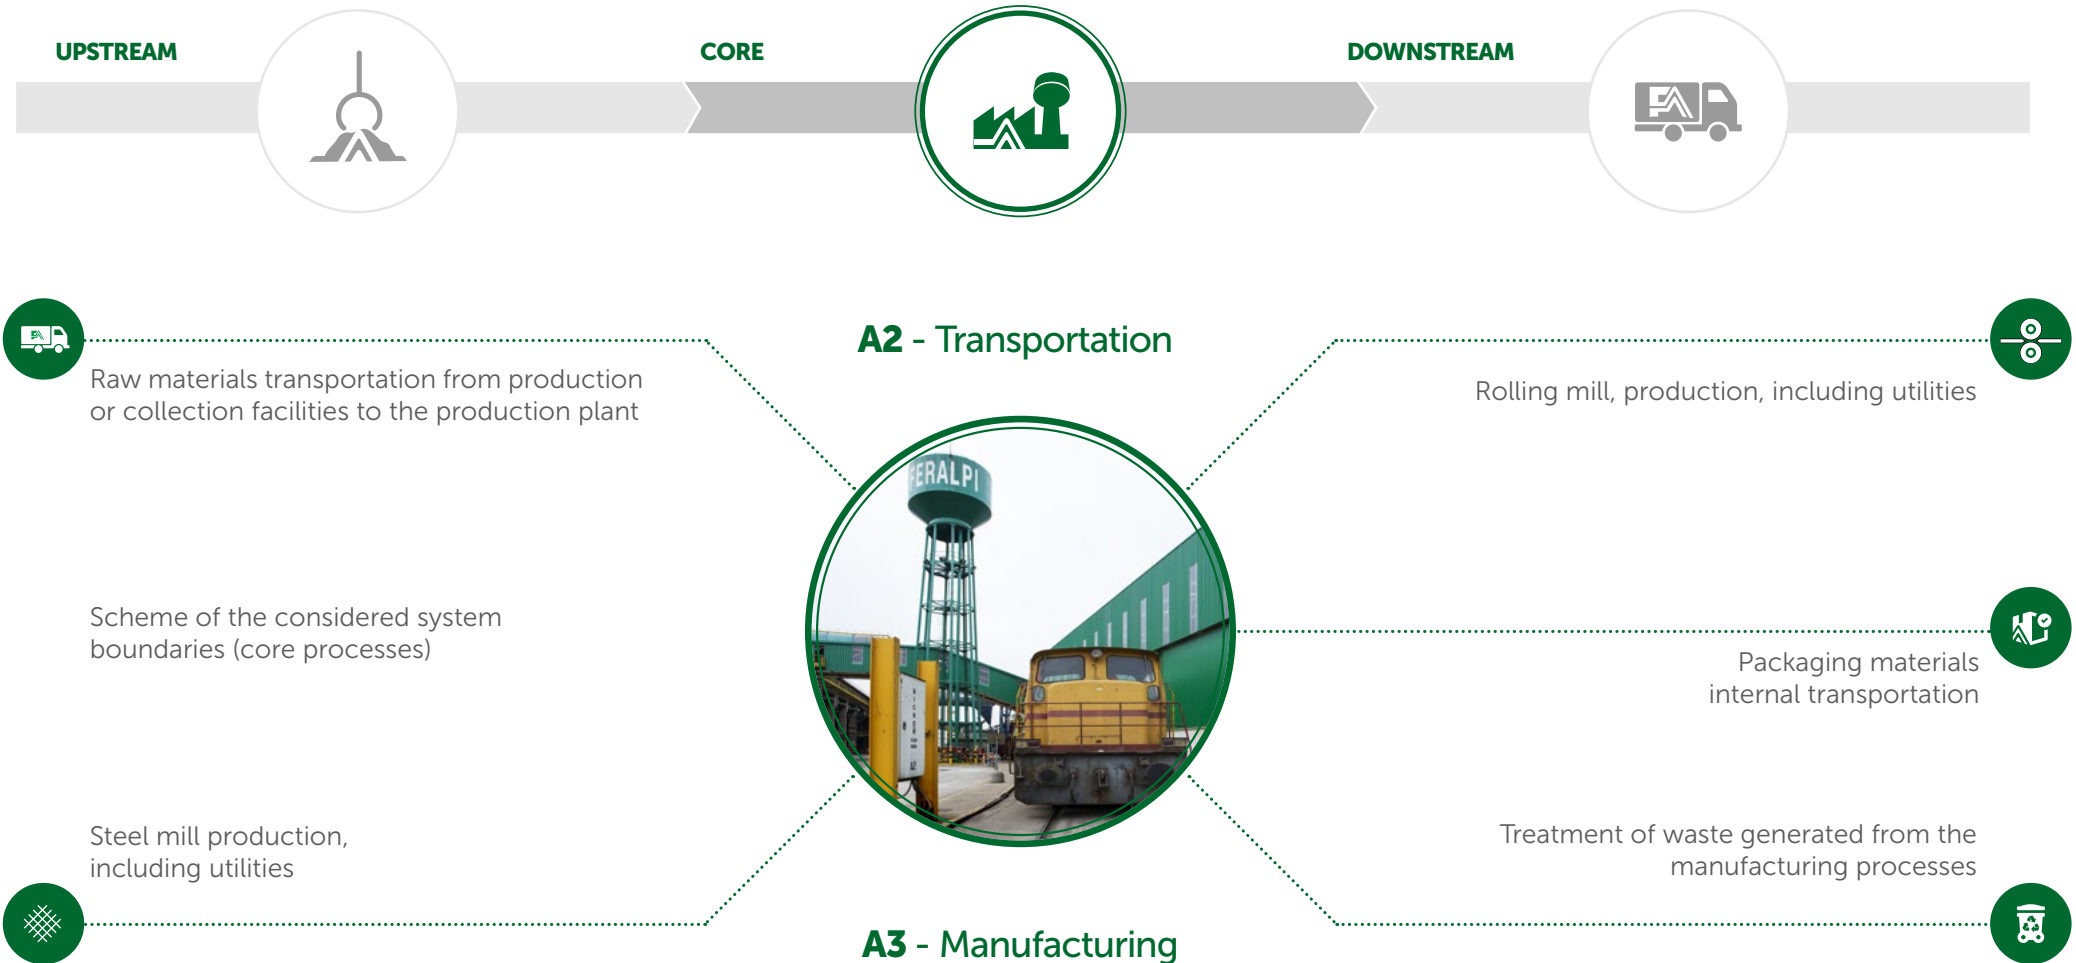 UPSTREAM
CORE
DOWNSTREAM
A2 - Transportation
Raw materials transportation from production
or collection facilities to the production plant
Rolling mill, production, including utilities
FERALPI
Scheme of the considered system
boundaries (core processes)
Packaging materials
internal transportation
Steel mill production,
including utilities
Treatment of waste generated from the
manufacturing processes
A3 - Manufacturing